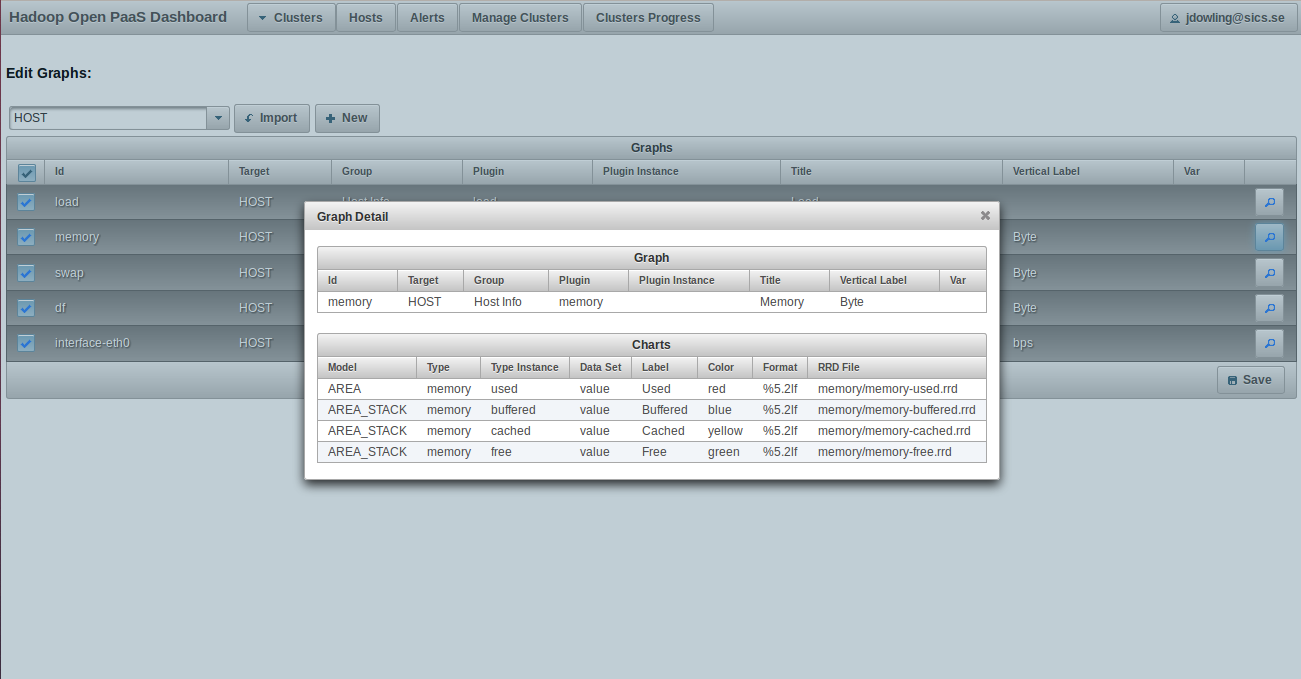 Hadoop Open PaaS Dashboard Clusters Hosts Alerts Manage Clusters Clusters Progress jdowling@sics.se
Edit Graphs:
HOST Import New
Graphs
Id Target Group Plugin Plugin Instance Title Vertical Label Var
load HOST Host Info load Load
Graph Detail
memory HOST Byte
Graph
Id Target Group Plugin Plugin Instance Title Vertical Label Var
memory HOST Host Info memory Memory Byte
swap HOST Byte
df HOST Byte
interface-eth0 HOST bps
Charts
Model Type Type Instance Data Set Label Color Format RRD File
AREA memory used value Used red %5.2lf memory/memory-used.rrd
AREA_STACK memory buffered value Buffered blue %5.2lf memory/memory-buffered.rrd
AREA_STACK memory cached value Cached yellow %5.2lf memory/memory-cached.rrd
AREA_STACK memory free value Free green %5.2lf memory/memory-free.rrd
Save